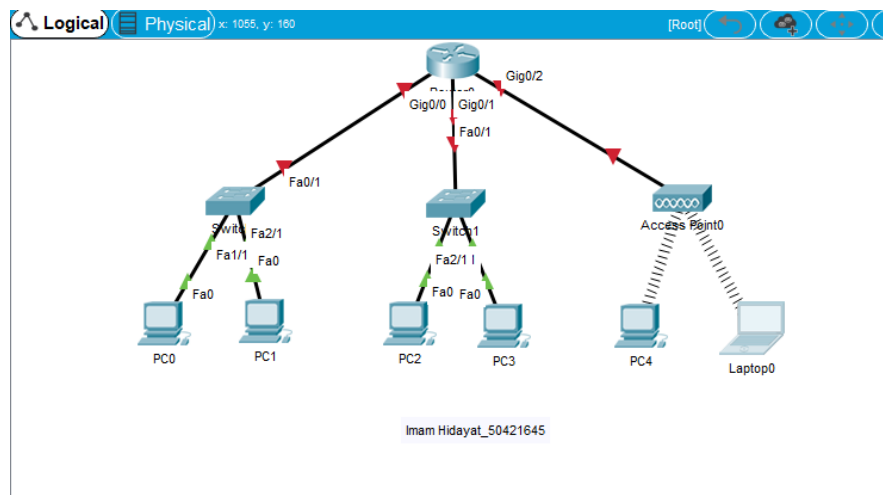 Logical Physical x: 1055, y: 160 [Root]
Gig0/2
Gig0/0 Gig0/1
Fa0/1
Fa0/1
Access Point0
Fa2/1
Fa1/1 Fa0
Fa2/1
Fa0
Fa0 Fa0
PC0 PC1 PC2 PC3 PC4
Laptop0
Imam Hidayat_50421645